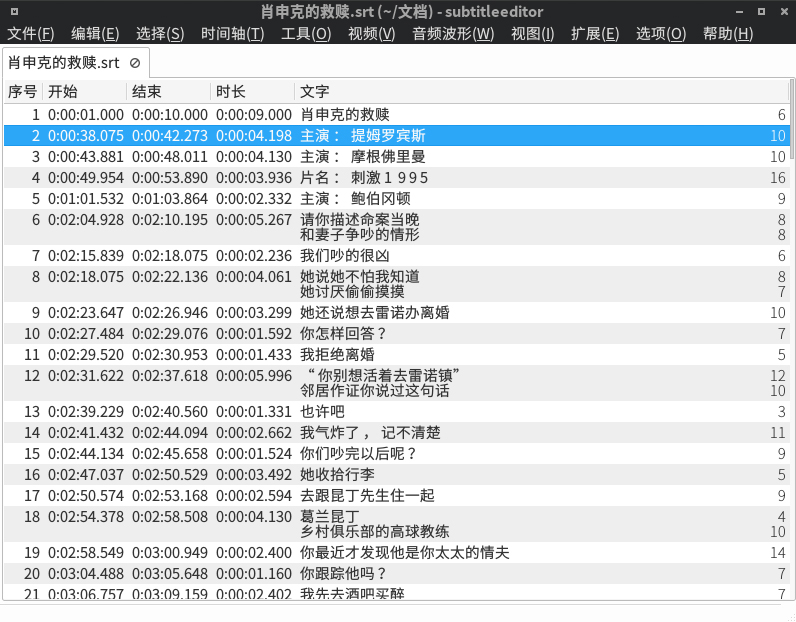 肖申克的救赎.srt (~/文档) - subtitleeditor
文件(F) 编辑(E) 选择(S) 时间轴(T) 工具(O) 视频(V) 音频波形(W) 视图(I) 扩展(E) 选项(O) 帮助(H)
肖申克的救赎.srt
序号 开始 结束 时长 文字
1 0:00:01.000 0:00:10.000 0:00:09.000 肖申克的救赎 6
2 0:00:38.075 0:00:42.273 0:00:04.198 主演： 提姆罗宾斯 10
3 0:00:43.881 0:00:48.011 0:00:04.130 主演： 摩根佛里曼 10
4 0:00:49.954 0:00:53.890 0:00:03.936 片名： 刺激１９９５ 16
5 0:01:01.532 0:01:03.864 0:00:02.332 主演： 鲍伯冈顿 9
6 0:02:04.928 0:02:10.195 0:00:05.267 请你描述命案当晚 8
和妻子争吵的情形 8
7 0:02:15.839 0:02:18.075 0:00:02.236 我们吵的很凶 6
8 0:02:18.075 0:02:22.136 0:00:04.061 她说她不怕我知道 8
她讨厌偷偷摸摸 7
9 0:02:23.647 0:02:26.946 0:00:03.299 她还说想去雷诺办离婚 10
10 0:02:27.484 0:02:29.076 0:00:01.592 你怎样回答？ 7
11 0:02:29.520 0:02:30.953 0:00:01.433 我拒绝离婚 5
12 0:02:31.622 0:02:37.618 0:00:05.996 “你别想活着去雷诺镇” 12
邻居作证你说过这句话 10
13 0:02:39.229 0:02:40.560 0:00:01.331 也许吧 3
14 0:02:41.432 0:02:44.094 0:00:02.662 我气炸了， 记不清楚 11
15 0:02:44.134 0:02:45.658 0:00:01.524 你们吵完以后呢？ 9
16 0:02:47.037 0:02:50.529 0:00:03.492 她收拾行李 5
17 0:02:50.574 0:02:53.168 0:00:02.594 去跟昆丁先生住一起 9
18 0:02:54.378 0:02:58.508 0:00:04.130 葛兰昆丁 4
乡村俱乐部的高球教练 10
19 0:02:58.549 0:03:00.949 0:00:02.400 你最近才发现他是你太太的情夫 14
20 0:03:04.488 0:03:05.648 0:00:01.160 你跟踪他吗？ 7
21 0:03:06.757 0:03:09.159 0:00:02.402 我先去酒吧买醉 7